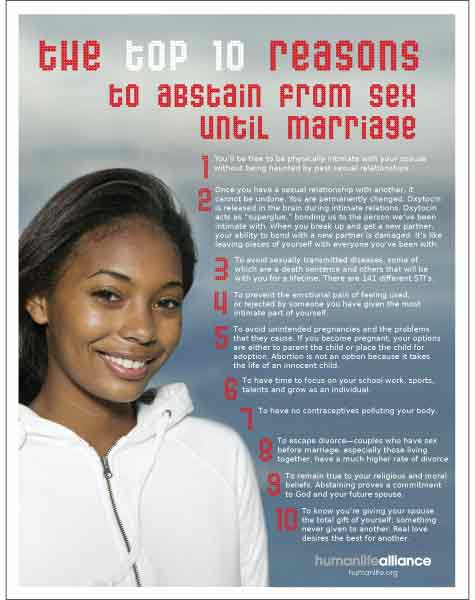 the top 10 reasons
to abstain from sex
until marriage
1 You'll be free to be physically intimate with your spouse
without being haunted by past sexual relationships.
2 Once you have a sexual relationship with another, it
cannot be undone. You are permanently changed. Oxytocin
is released in the brain during intimate relations. Oxytocin
acts as "superglue," bonding us to the person we've been
intimate with. When you break up and get a new partner,
your ability to bond with a new partner is damaged. It's like
leaving pieces of yourself with everyone you've been with.
3 To avoid sexually transmitted diseases, some of
which are a death sentence and others that will be
with you for a lifetime. There are 141 different STI's.
4 To prevent the emotional pain of feeling used,
or rejected by someone you have given the most
intimate part of yourself.
5 To avoid unintended pregnancies and the problems
that they cause. If you become pregnant, your options
are either to parent the child or place the child for
adoption. Abortion is not an option because it takes
the life of an innocent child.
6 To have time to focus on your school work, sports,
talents and grow as an individual.
7 To have no contraceptives polluting your body.
8 To escape divorce—couples who have sex
before marriage, especially those living
together, have a much higher rate of divorce
9 To remain true to your religious and moral
beliefs. Abstaining proves a commitment
to God and your future spouse.
10 To know you're giving your spouse
the total gift of yourself; something
never given to another. Real love
desires the best for another.
humanlifealliance
humanlife.org